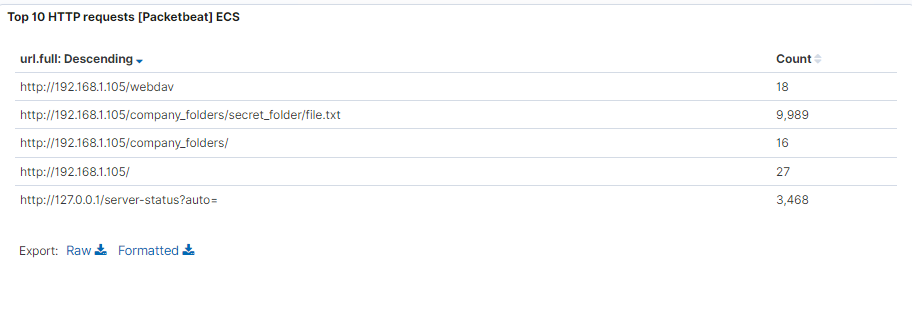 Top 10 HTTP requests [Packetbeat] ECS
url.full: Descending Count
http://192.168.1.105/webdav 18
http://192.168.1.105/company_folders/secret_folder/file.txt 9,989
http://192.168.1.105/company_folders/ 16
http://192.168.1.105/ 27
http://127.0.0.1/server-status?auto= 3,468
Export: Raw Formatted